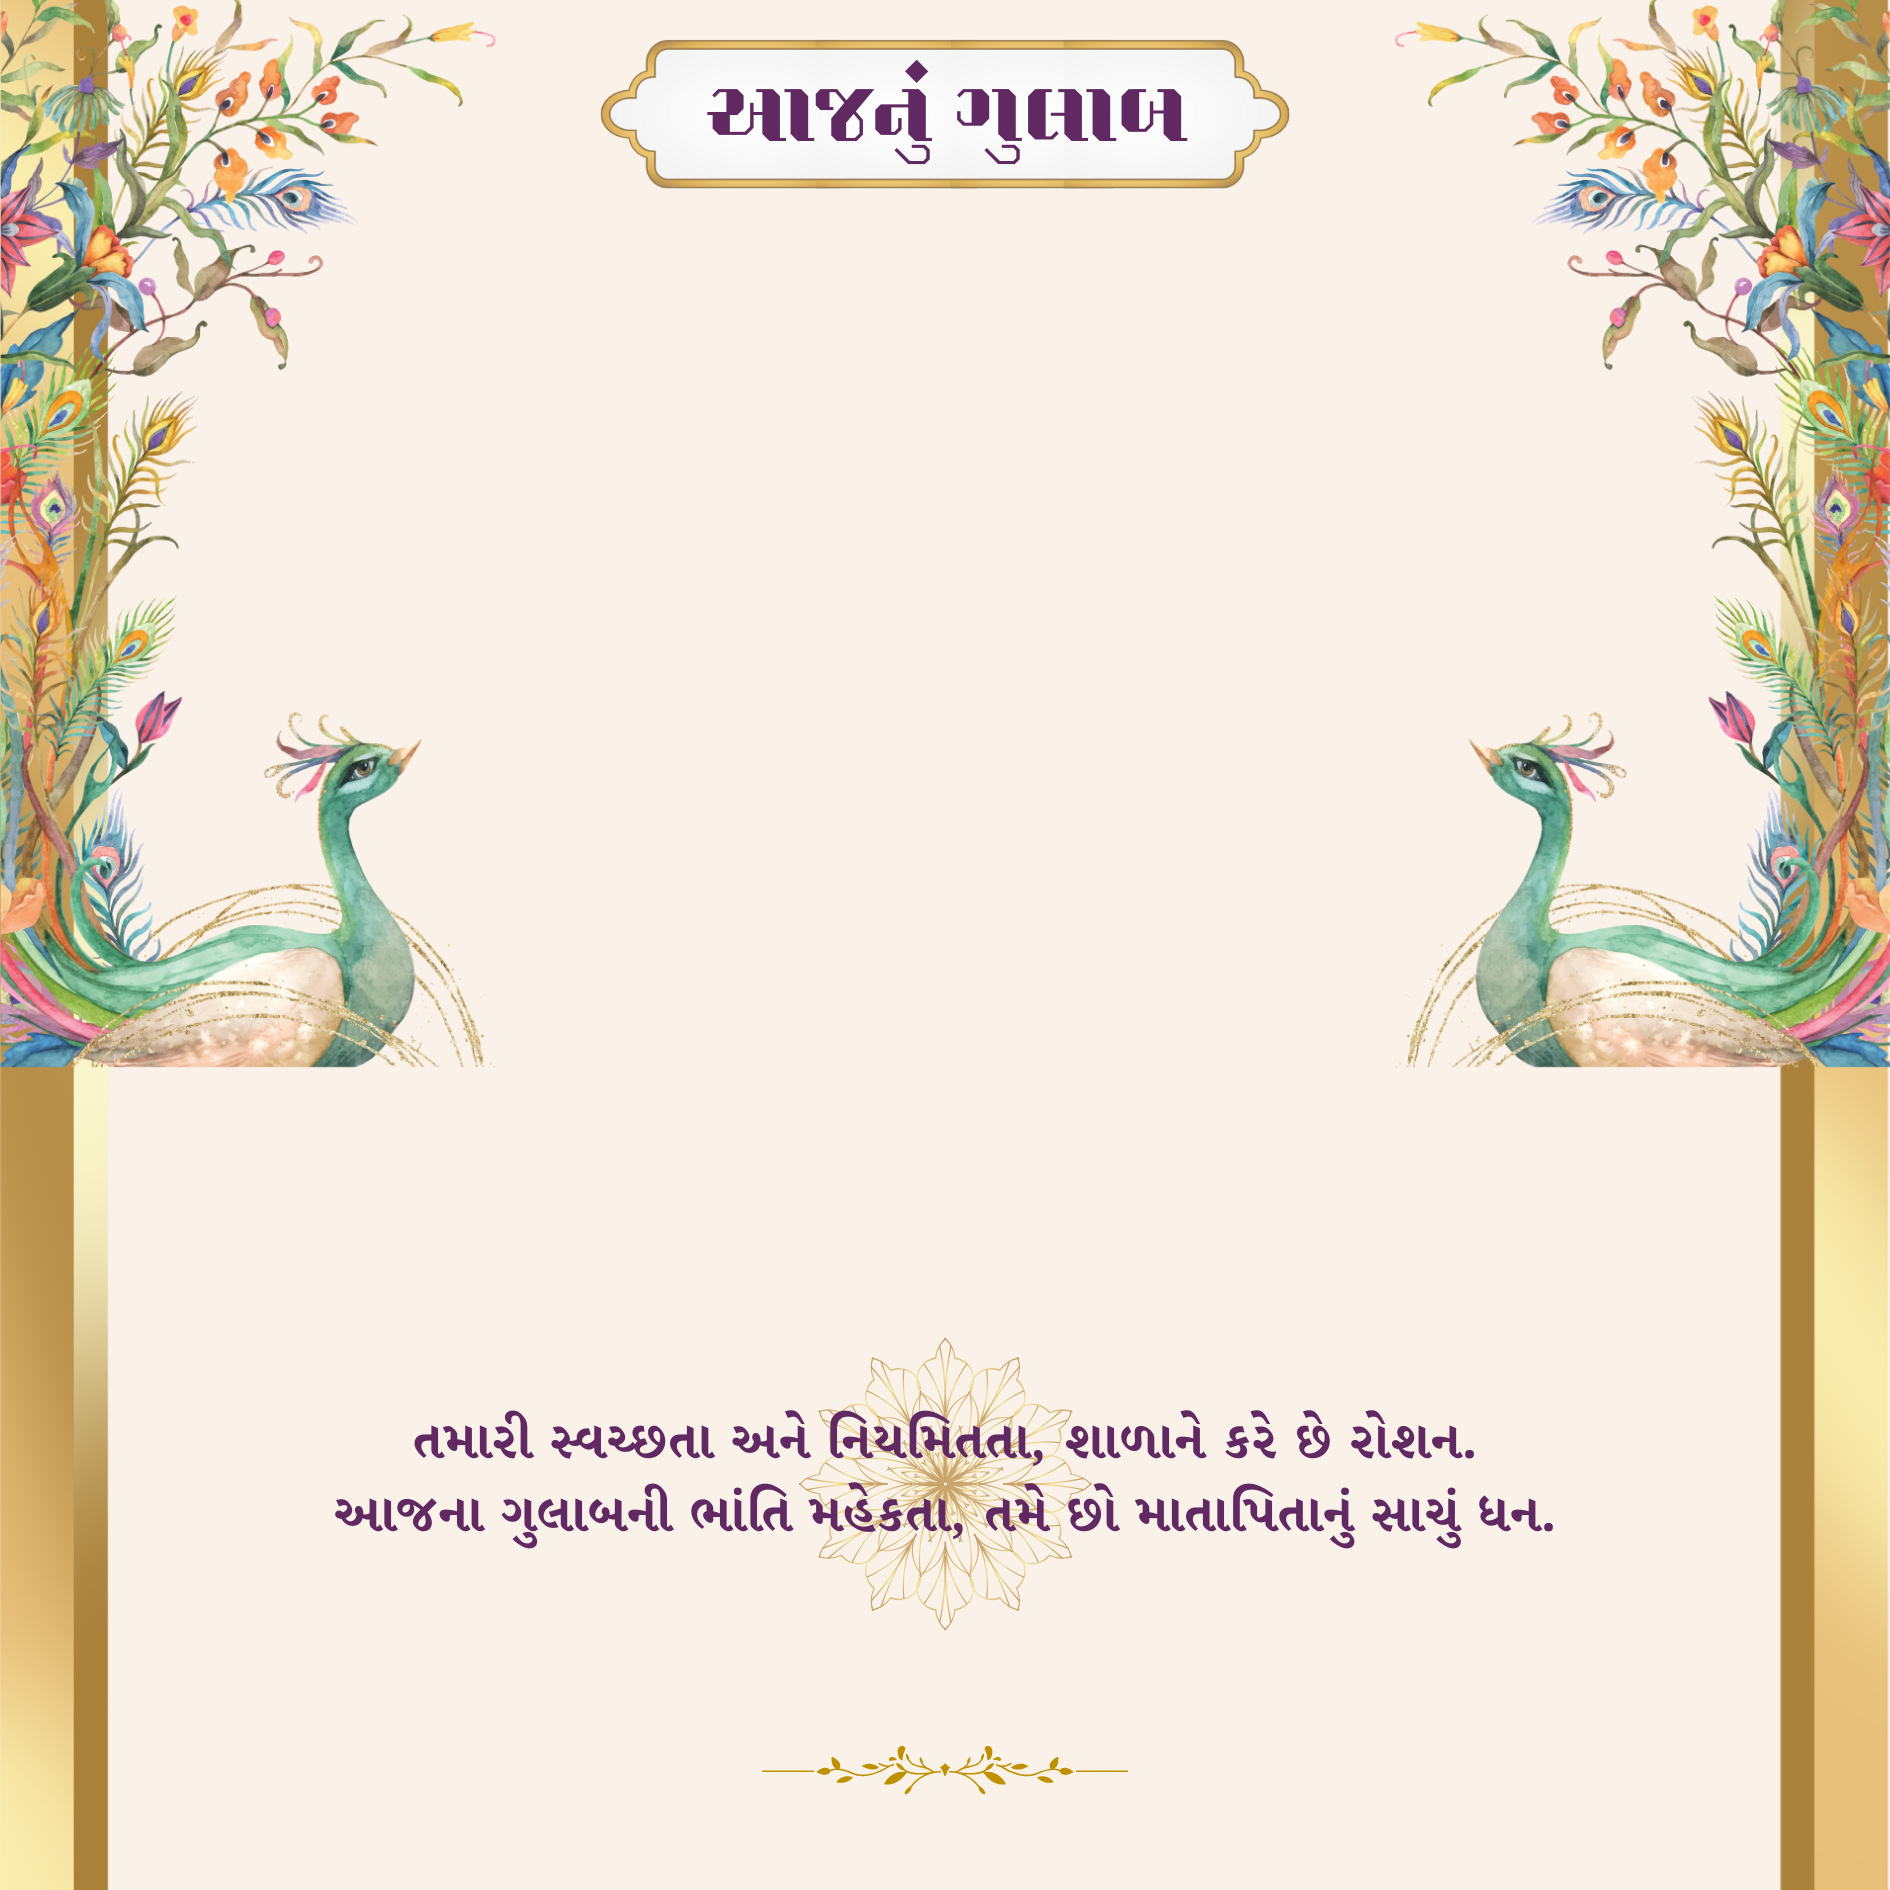 આજનું ગુલાબ
તમારી સ્વચ્છતા અને નિયમિતતા, શાળાને કરે છે રોશન.
આજના ગુલાબની ભાંતિ મહેકતા, તમે છો માતાપિતાનું સાચું ધન.